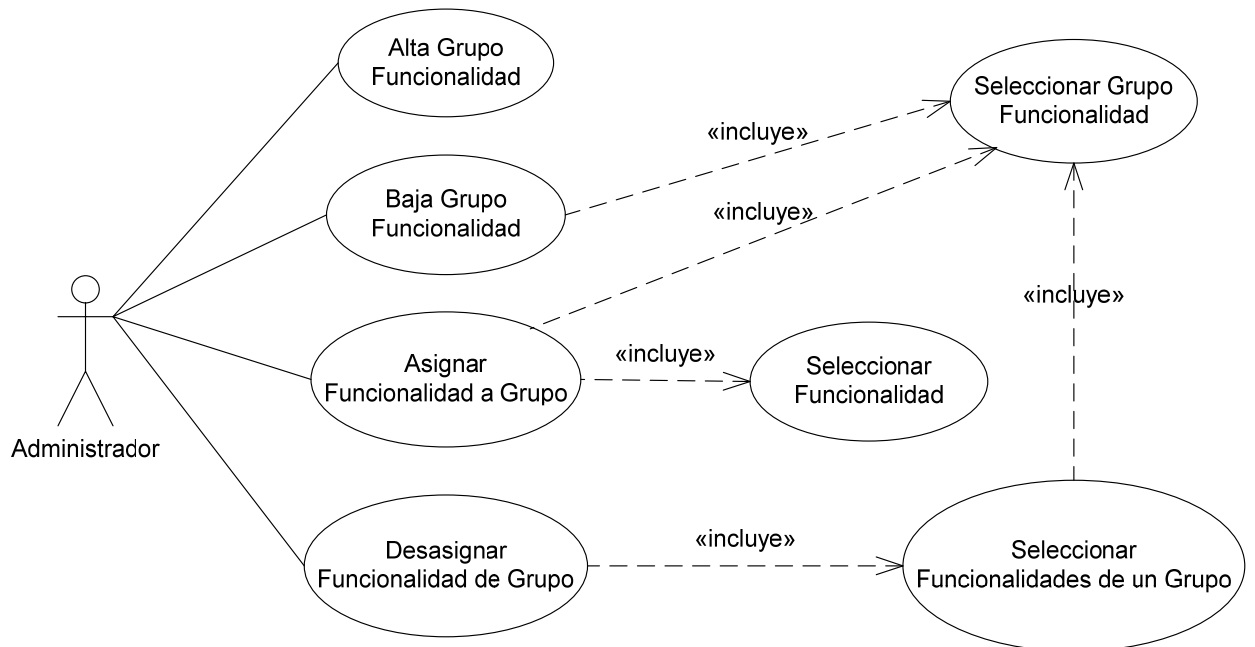 Alta Grupo
Funcionalidad
Seleccionar Grupo
Funcionalidad
«incluye»
Baja Grupo
Funcionalidad
«incluye»
«incluye»
Asignar
Funcionalidad a Grupo
«incluye»
Seleccionar
Funcionalidad
Administrador
Desasignar
Funcionalidad de Grupo
«incluye»
Seleccionar
Funcionalidades de un Grupo